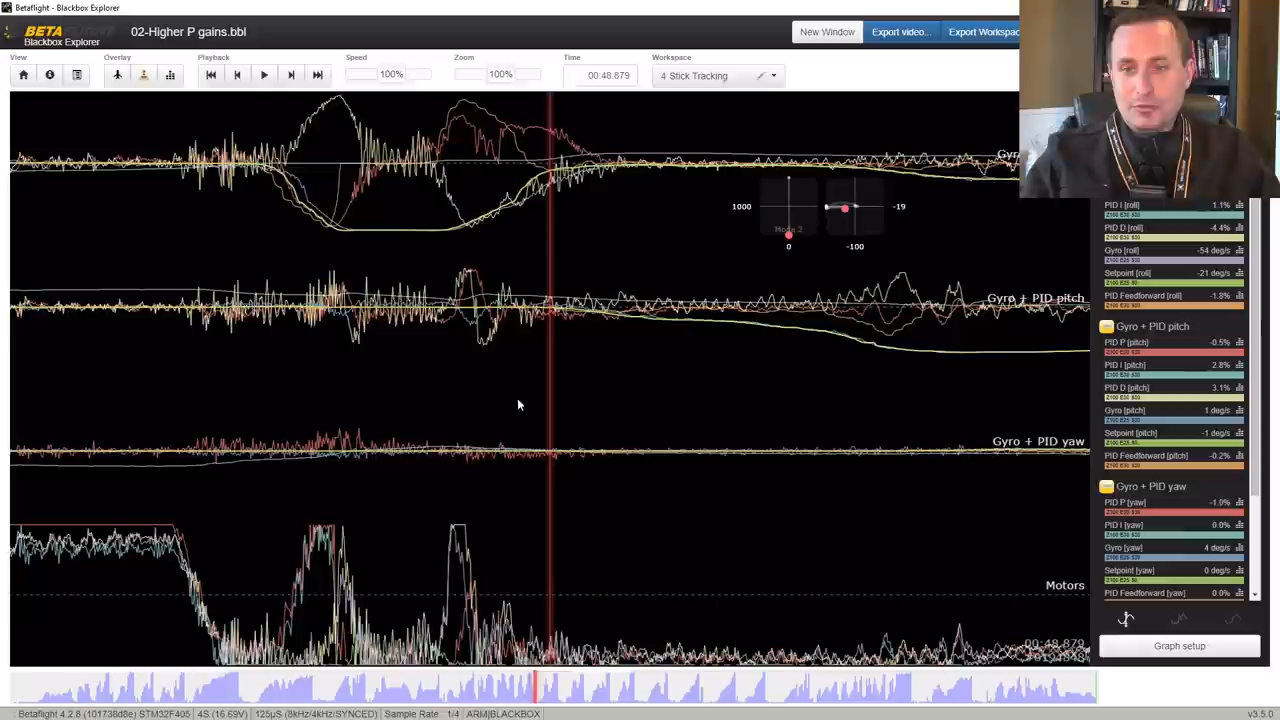 Betaflight - Blackbox Explorer
BETAFLIGHT
Blackbox Explorer
02-Higher P gains.bbl
New Window
Export video...
Export Workspac
View
Overlay
Playback
Speed
Zoom
Time
Workspace
100%
100%
00:48.879
4 Stick Tracking
Gyro
1000
-19
Mode 2
0
-100
Gyro + PID pitch
Gyro + PID yaw
Motors
00:48.879
PID I [roll] 1.1%
PID D [roll] -4.4%
Gyro [roll] -54 deg/s
Setpoint [roll] -21 deg/s
PID Feedforward [roll] -1.8%
Gyro + PID pitch
PID P [pitch] -0.5%
PID I [pitch] 2.8%
PID D [pitch] 3.1%
Gyro [pitch] 1 deg/s
Setpoint [pitch] -1 deg/s
PID Feedforward [pitch] -0.2%
Gyro + PID yaw
PID P [yaw] -1.0%
PID I [yaw] 0.0%
Gyro [yaw] 4 deg/s
Setpoint [yaw] 0 deg/s
PID Feedforward [yaw] 0.0%
Graph setup
Betaflight 4.2.8 (101738d8e) STM32F405
4S (16.69V)
125µS (8kHz/4kHz/SYNCED)
Sample Rate : 1/4
ARM|BLACKBOX
v3.5.0